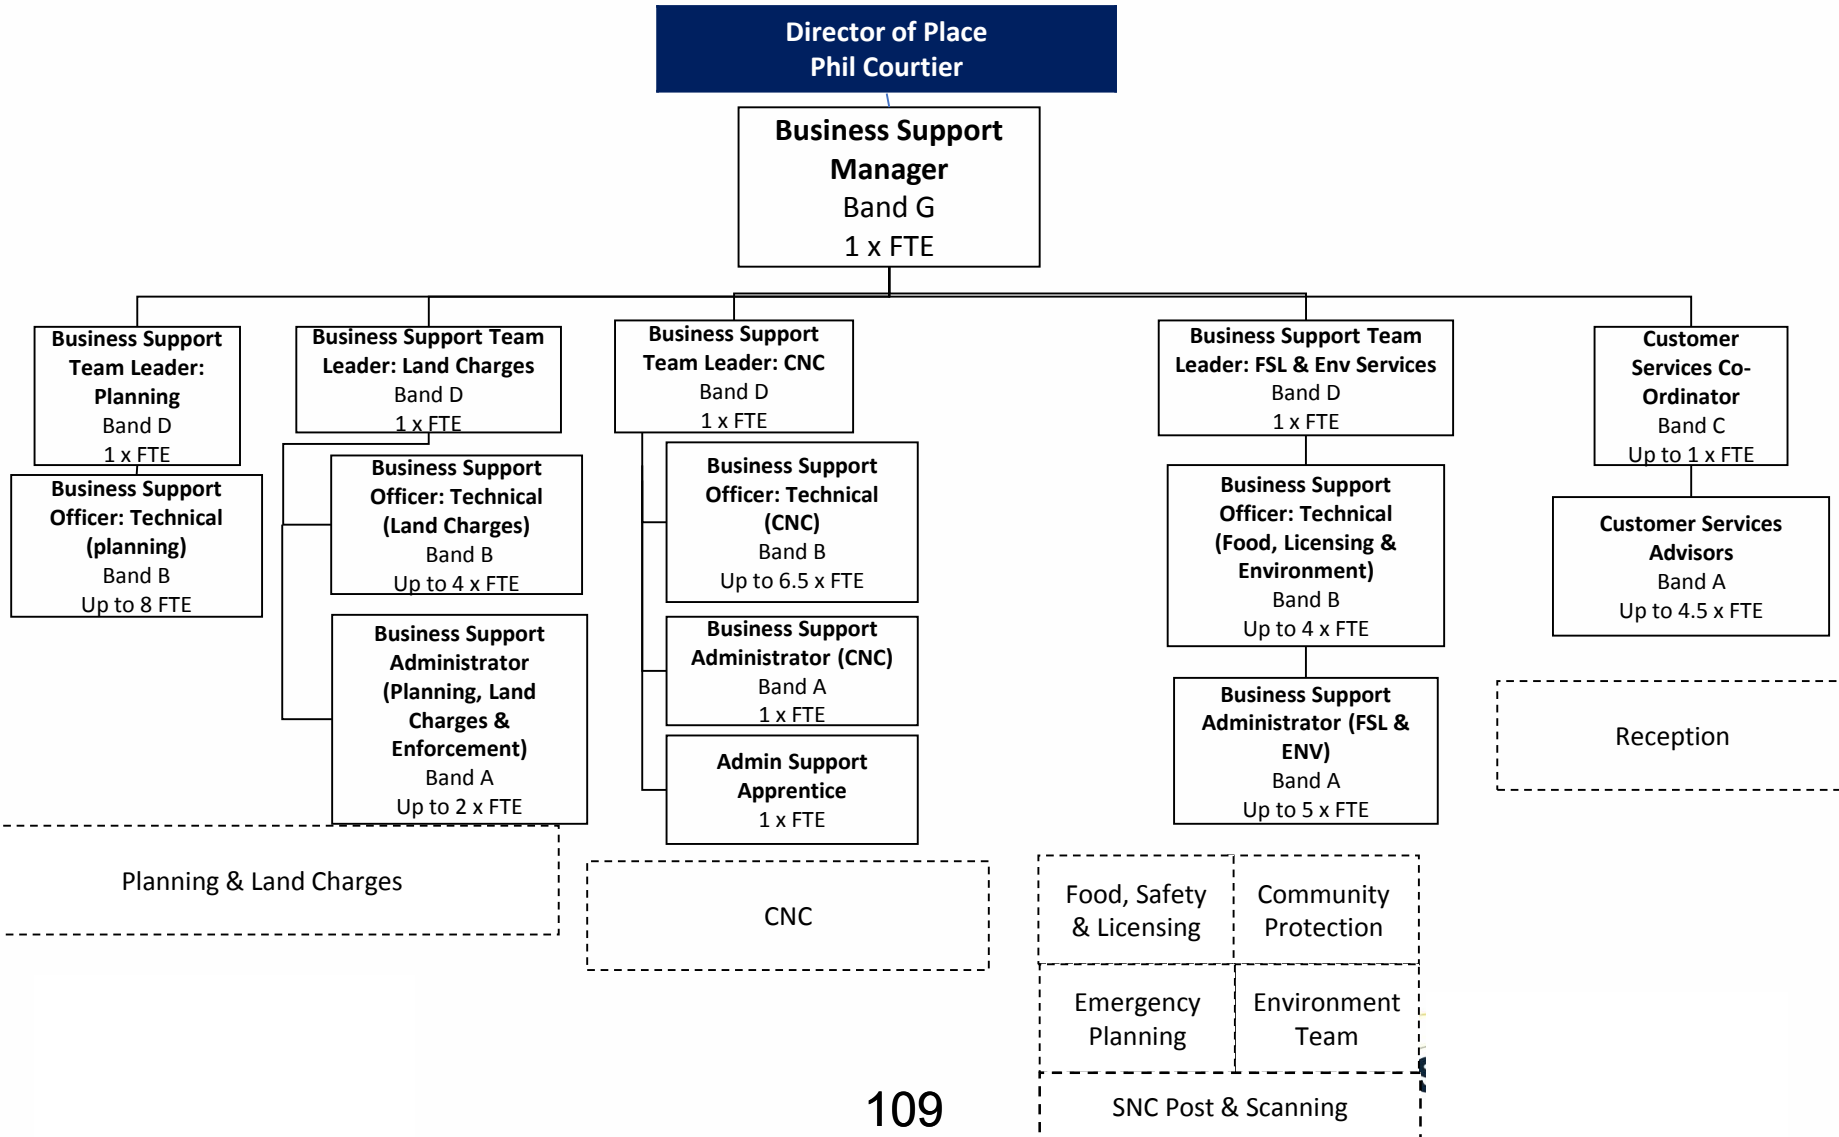 Director of Place
Phil Courtier
Business Support
Manager
Band G
1 x FTE
Business Support
Team Leader:
Planning
Band D
1 x FTE
Business Support
Officer: Technical
(planning)
Band B
Up to 8 FTE
Business Support Team
Leader: Land Charges
Band D
1 x FTE
Business Support
Officer: Technical
(Land Charges)
Band B
Up to 4 x FTE
Business Support
Administrator
(Planning, Land
Charges &
Enforcement)
Band A
Up to 2 x FTE
Business Support
Team Leader: CNC
Band D
1 x FTE
Business Support
Officer: Technical
(CNC)
Band B
Up to 6.5 x FTE
Business Support
Administrator (CNC)
Band A
1 x FTE
Admin Support
Apprentice
1 x FTE
Business Support Team
Leader: FSL & Env Services
Band D
1 x FTE
Business Support
Officer: Technical
(Food, Licensing &
Environment)
Band B
Up to 4 x FTE
Business Support
Administrator (FSL &
ENV)
Band A
Up to 5 x FTE
Customer
Services Co-
Ordinator
Band C
Up to 1 x FTE
Customer Services
Advisors
Band A
Up to 4.5 x FTE
Reception
Planning & Land Charges
CNC
Food, Safety
& Licensing
Community
Protection
Emergency
Planning
Environment
Team
SNC Post & Scanning
109